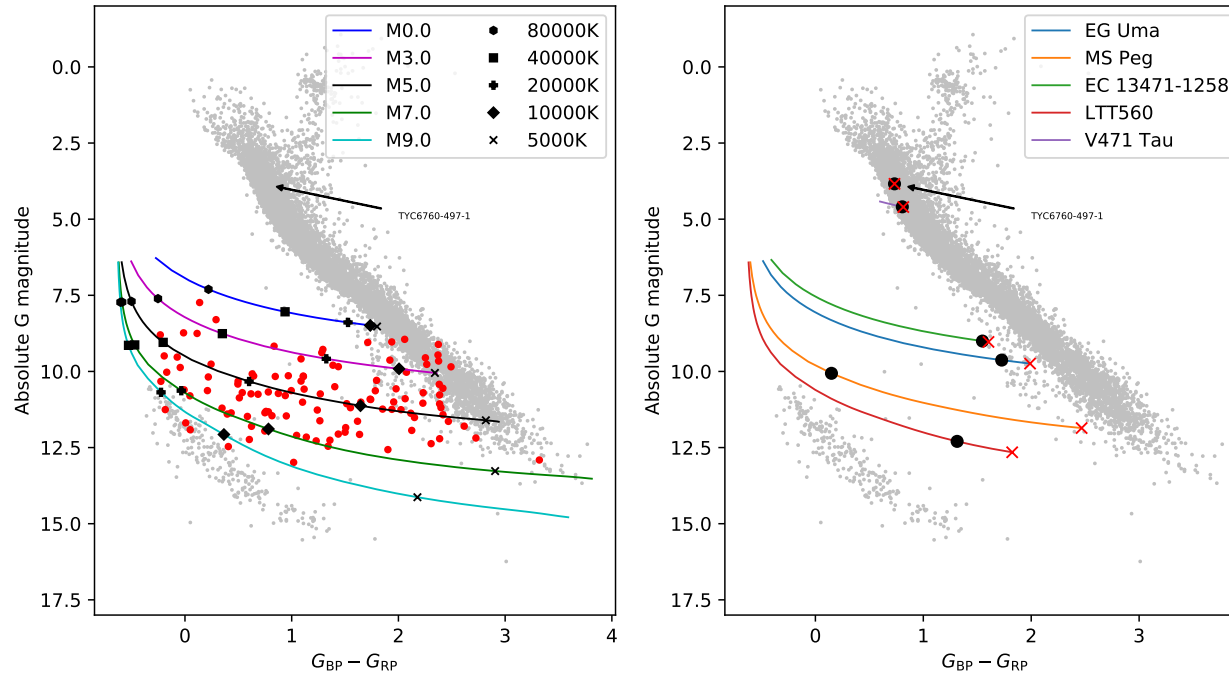 M0.0
M3.0
M5.0
M7.0
M9.0
80000K
40000K
20000K
10000K
5000K
TYC6760-497-1
Absolute G magnitude
0.0
2.5
5.0
7.5
10.0
12.5
15.0
17.5
0
1
2
3
4
G_BP − G_RP
EG Uma
MS Peg
EC 13471-1258
LTT560
V471 Tau
TYC6760-497-1
Absolute G magnitude
0.0
2.5
5.0
7.5
10.0
12.5
15.0
17.5
0
1
2
3
G_BP − G_RP